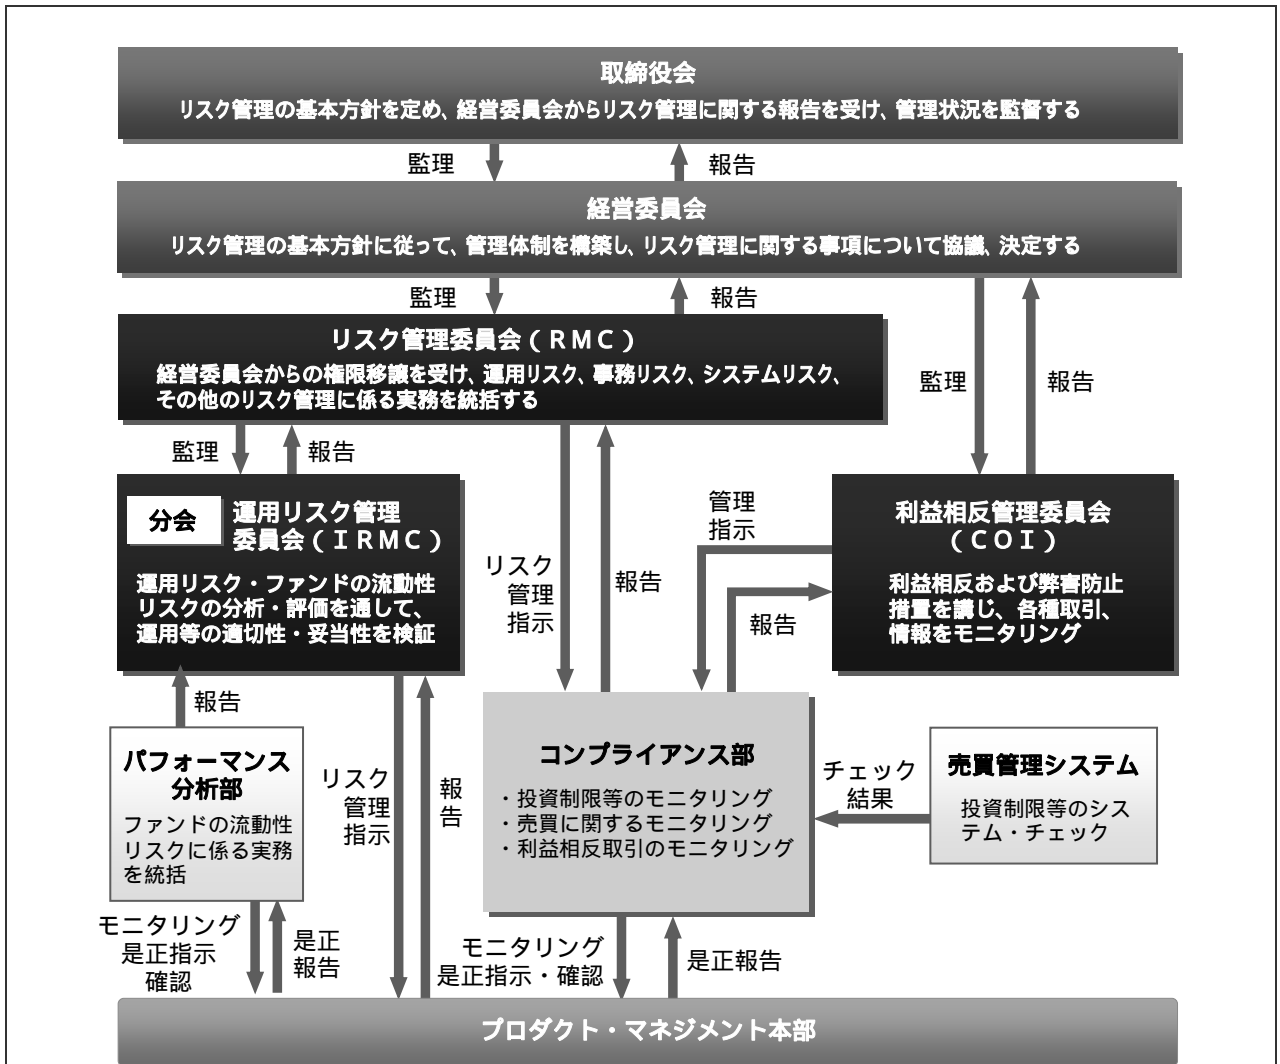 取締役会
リスク管理の基本方針を定め、経営委員会からリスク管理に関する報告を受け、管理状況を監督する
監理
報告
経営委員会
リスク管理の基本方針に従って、管理体制を構築し、リスク管理に関する事項について協議、決定する
監理
報告
リスク管理委員会（ＲＭＣ）
経営委員会からの権限移譲を受け、運用リスク、事務リスク、システムリスク、
その他のリスク管理に係る実務を統括する
監理
報告
監理
報告
分会
運用リスク管理
委員会（ＩＲＭＣ）
運用リスク・ファンドの流動性
リスクの分析・評価を通して、
運用等の適切性・妥当性を検証
リスク
管理
指示
報告
管理
指示
報告
利益相反管理委員会
（ＣＯＩ）
利益相反および弊害防止
措置を講じ、各種取引、
情報をモニタリング
報告
パフォーマンス
分析部
ファンドの流動性
リスクに係る実務
を統括
リスク
管理
指示
報
告
コンプライアンス部
・投資制限等のモニタリング
・売買に関するモニタリング
・利益相反取引のモニタリング
チェック
結果
売買管理システム
投資制限等のシス
テム・チェック
モニタリング
是正指示
確認
是正
報告
モニタリング
是正指示・確認
是正報告
プロダクト・マネジメント本部